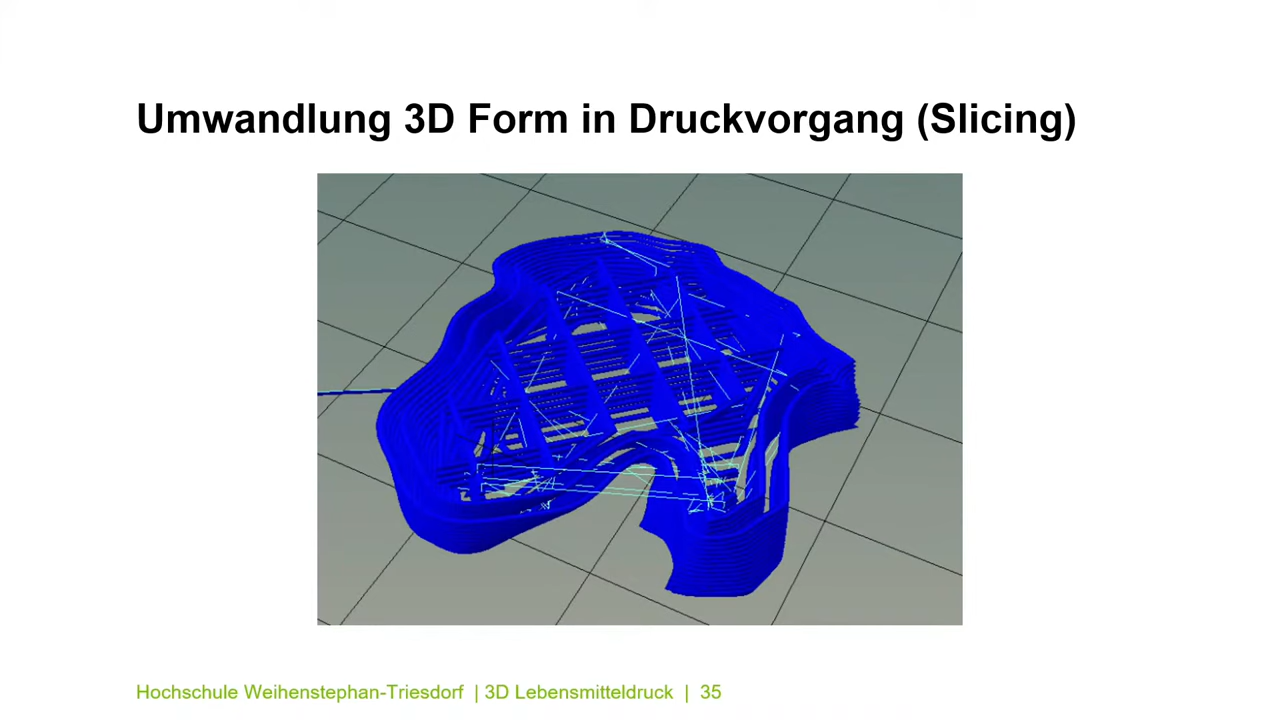 Umwandlung 3D Form in Druckvorgang (Slicing)
Hochschule Weihenstephan-Triesdorf | 3D Lebensmitteldruck | 35